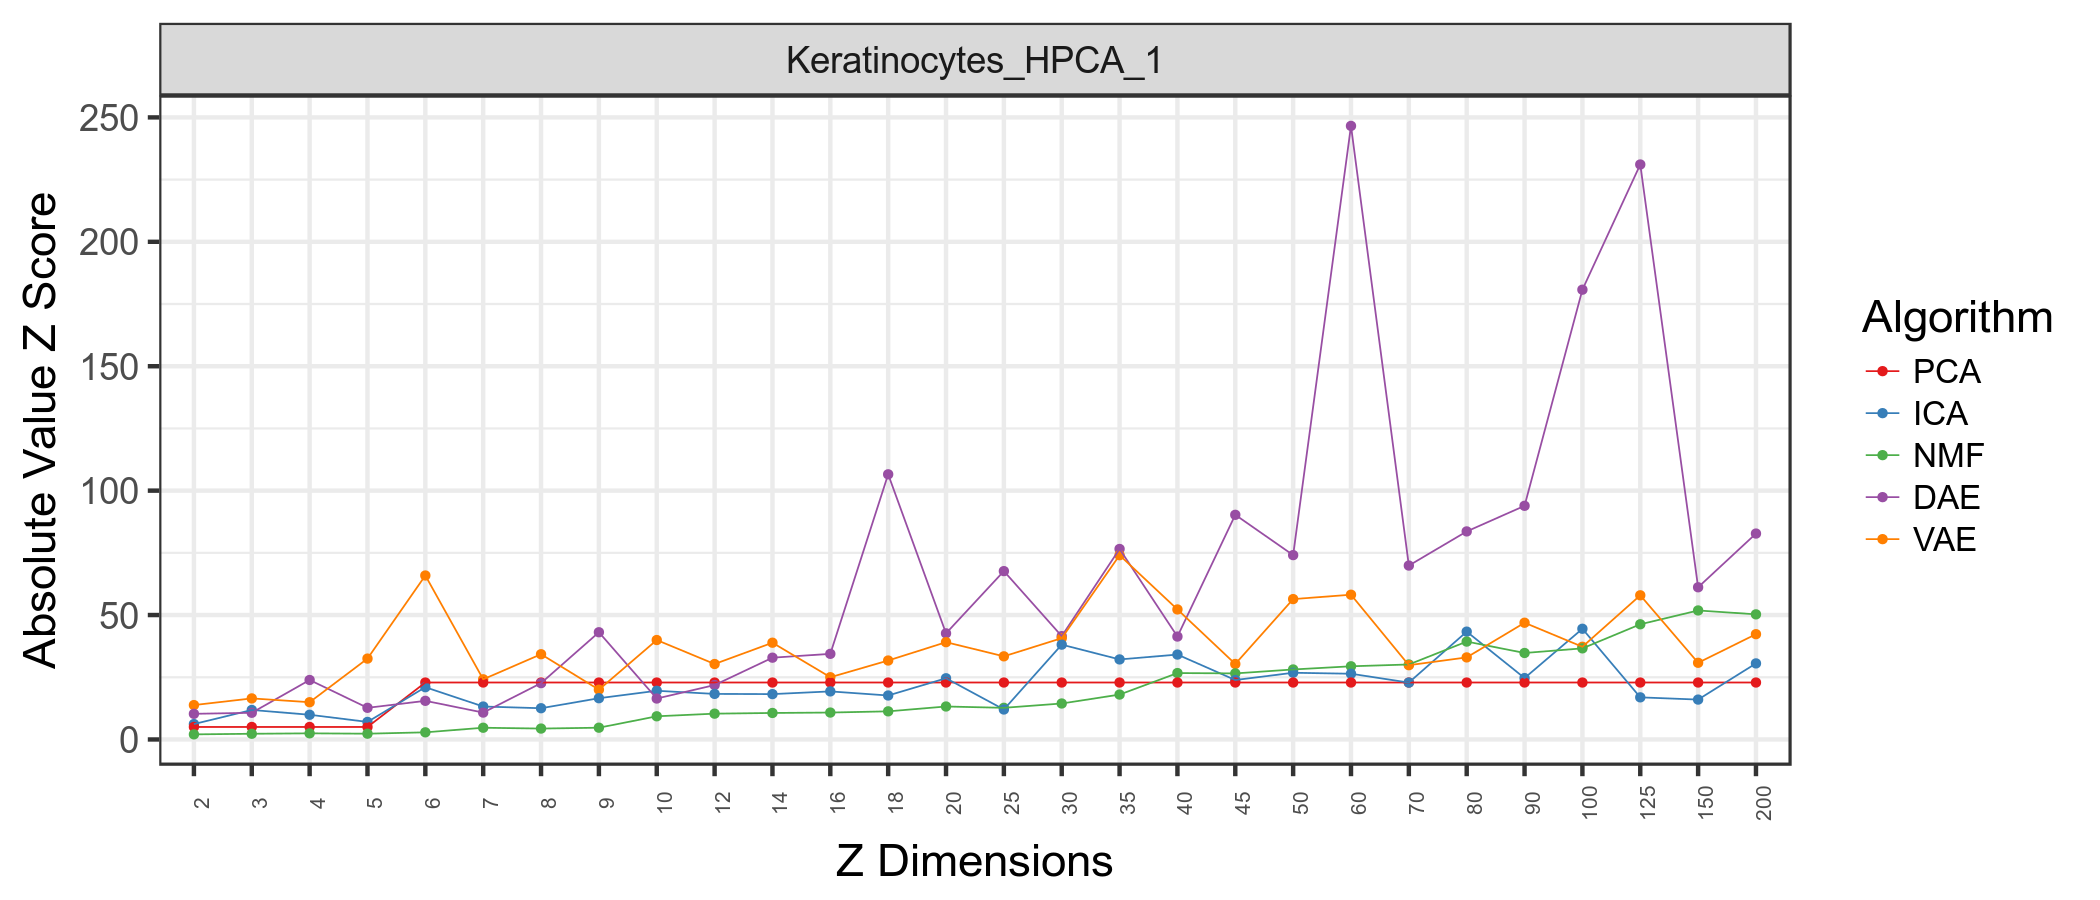 Keratinocytes_HPCA_1
Absolute Value Z Score
250
200
150
100
50
0
2 3 4 5 6 7 8 9 10 12 14 16 18 20 25 30 35 40 45 50 60 70 80 90 100 125 150 200
Z Dimensions
Algorithm
PCA
ICA
NMF
DAE
VAE